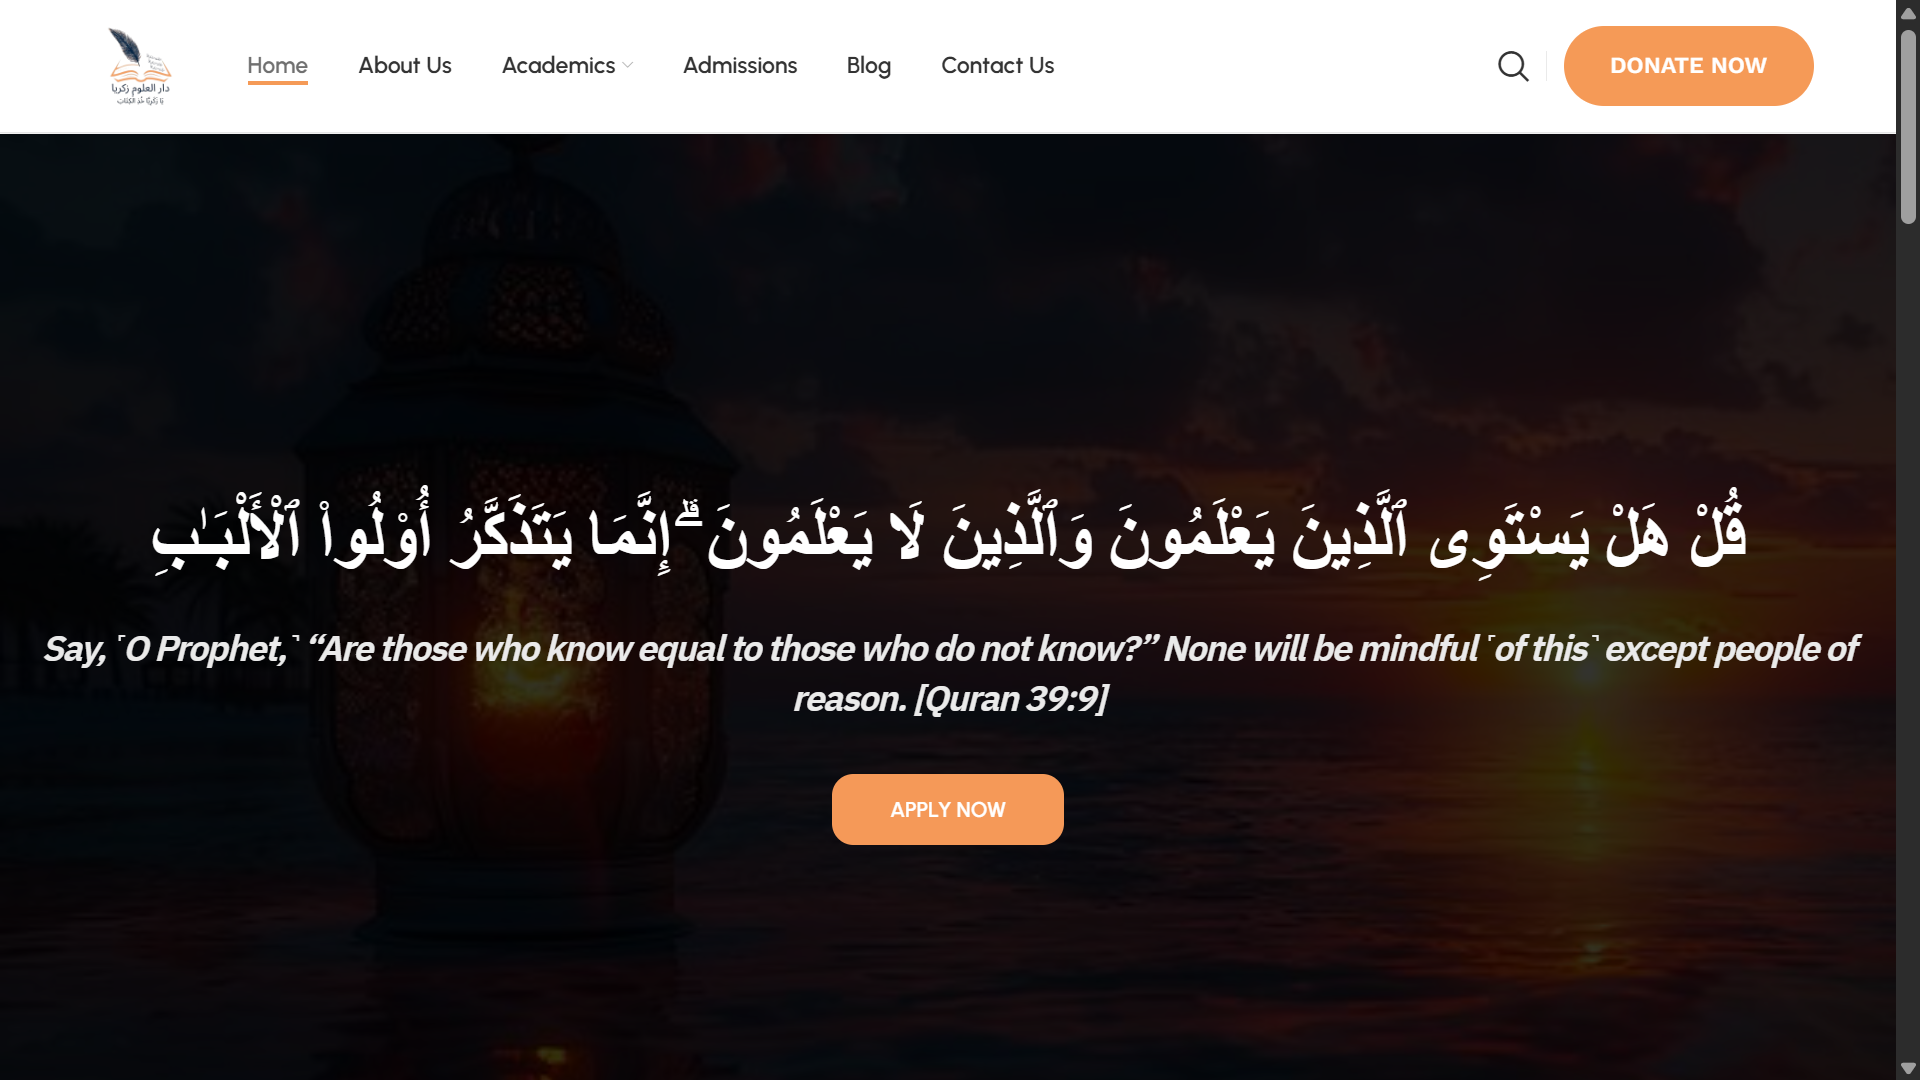 دار العلوم زكريا
Home
About Us
Academics
Admissions
Blog
Contact Us
DONATE NOW
قُلْ هَلْ يَسْتَوِى ٱلَّذِينَ يَعْلَمُونَ وَٱلَّذِينَ لَا يَعْلَمُونَ ۗ إِنَّمَا يَتَذَكَّرُ أُو۟لُوا۟ ٱلْأَلْبَـٰبِ
Say, ˹O Prophet,˺ “Are those who know equal to those who do not know?” None will be mindful ˹of this˺ except people of
reason. [Quran 39:9]
APPLY NOW